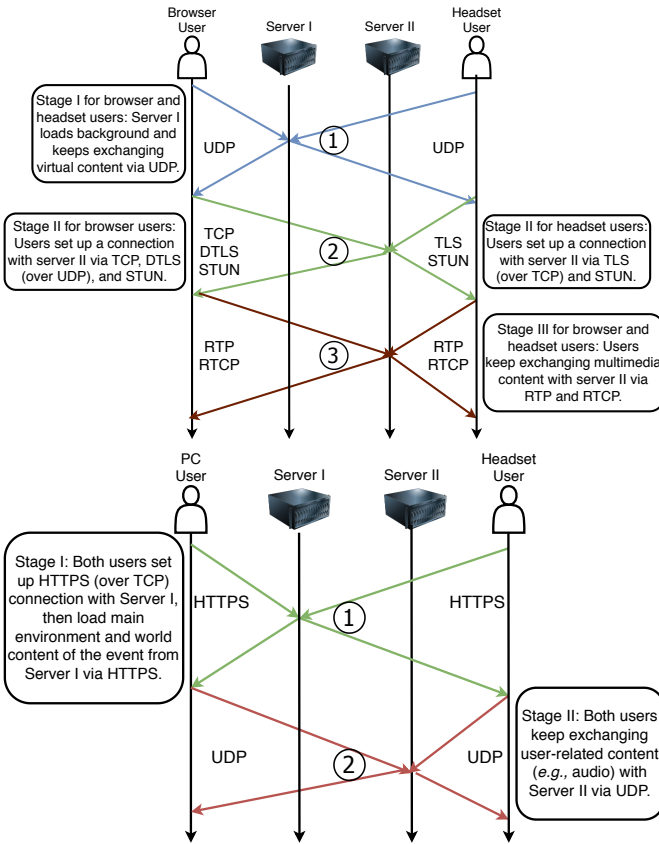 Browser
User
Server I
Server II
Headset
User
Stage I for browser and
headset users: Server I
loads background and
keeps exchanging
virtual content via UDP.
UDP
1
UDP
Stage II for browser users:
Users set up a connection
with server II via TCP, DTLS
(over UDP), and STUN.
TCP
DTLS
STUN
2
TLS
STUN
Stage II for headset users:
Users set up a connection
with server II via TLS
(over TCP) and STUN.
RTP
RTCP
3
RTP
RTCP
Stage III for browser and
headset users: Users
keep exchanging multimedia
content with server II via
RTP and RTCP.
PC
User
Server I
Server II
Headset
User
Stage I: Both users set
up HTTPS (over TCP)
connection with Server I,
then load main
environment and world
content of the event from
Server I via HTTPS.
HTTPS
1
HTTPS
UDP
2
UDP
Stage II: Both users
keep exchanging
user-related content
(e.g., audio) with
Server II via UDP.